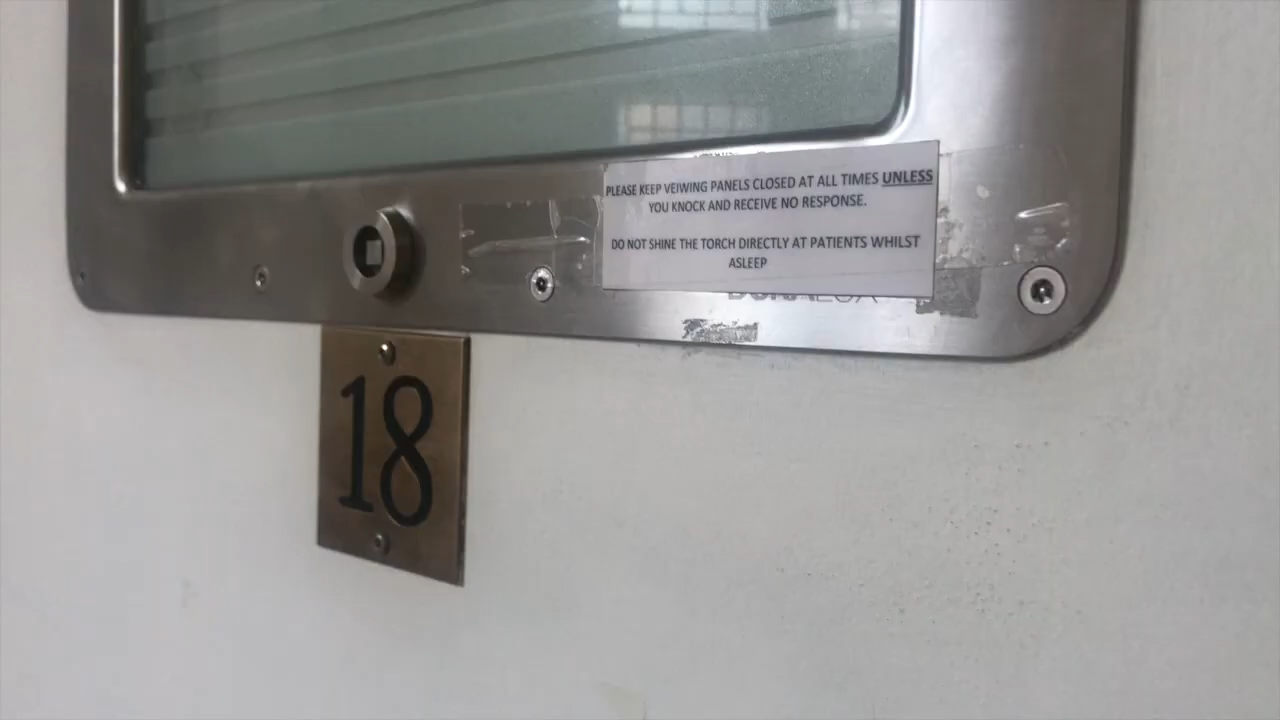 PLEASE KEEP VEIWING PANELS CLOSED AT ALL TIMES UNLESS
YOU KNOCK AND RECEIVE NO RESPONSE.
DO NOT SHINE THE TORCH DIRECTLY AT PATIENTS WHILST
ASLEEP
18